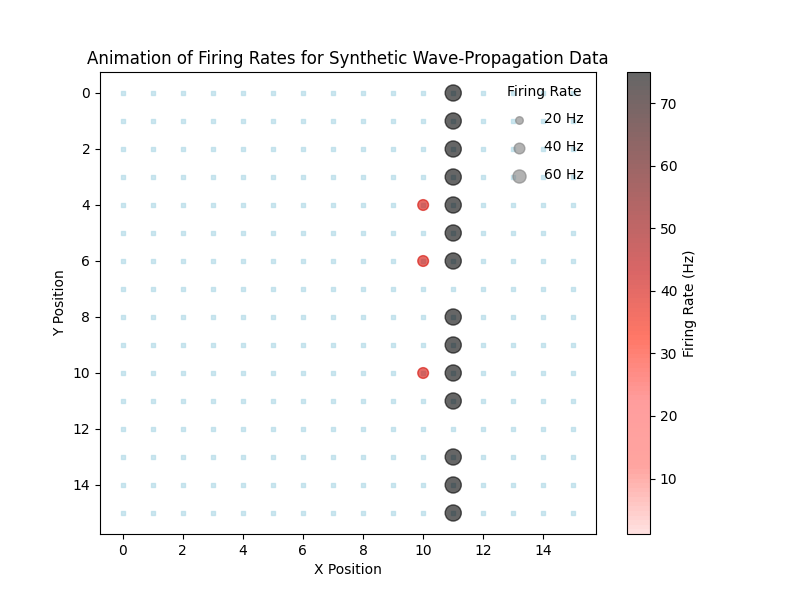 Animation of Firing Rates for Synthetic Wave-Propagation Data
Firing Rate
20 Hz
40 Hz
60 Hz
0
2
4
6
8
10
12
14
Y Position
0 2 4 6 8 10 12 14
X Position
70
60
50
40
30
20
10
Firing Rate (Hz)